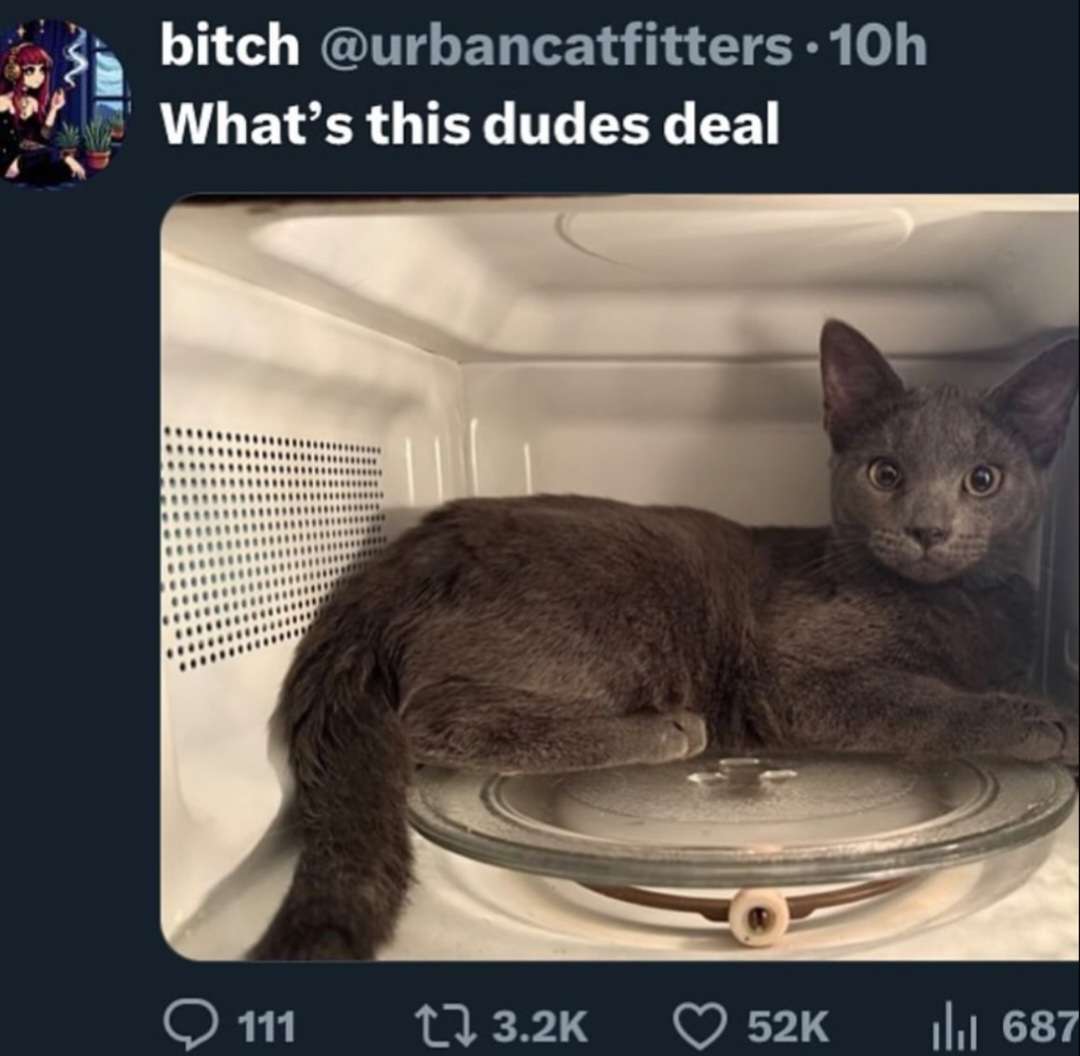 bitch @urbancatfitters · 10h
What’s this dudes deal
111 3.2K 52K 687